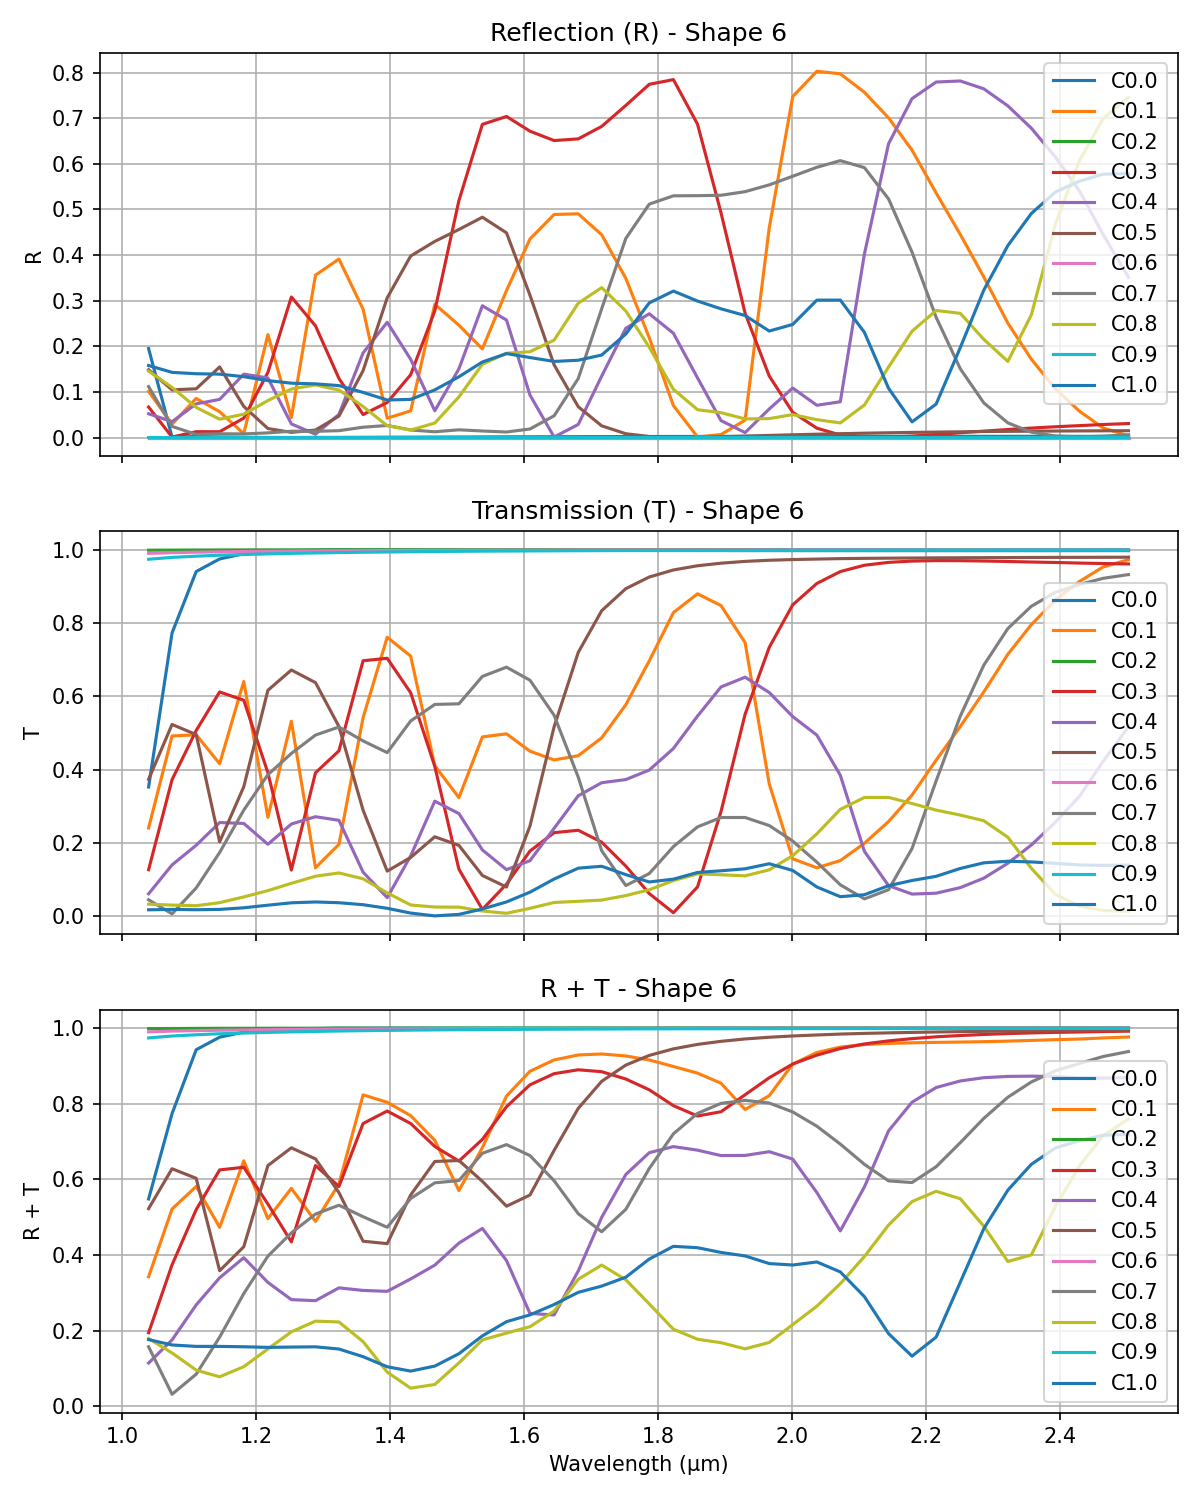 Reflection (R) - Shape 6
0.8
0.7
0.6
0.5
0.4
0.3
0.2
0.1
0.0
R
C0.0
C0.1
C0.2
C0.3
C0.4
C0.5
C0.6
C0.7
C0.8
C0.9
C1.0
Transmission (T) - Shape 6
1.0
0.8
0.6
0.4
0.2
0.0
T
C0.0
C0.1
C0.2
C0.3
C0.4
C0.5
C0.6
C0.7
C0.8
C0.9
C1.0
R + T - Shape 6
1.0
0.8
0.6
0.4
0.2
0.0
R + T
C0.0
C0.1
C0.2
C0.3
C0.4
C0.5
C0.6
C0.7
C0.8
C0.9
C1.0
1.0 1.2 1.4 1.6 1.8 2.0 2.2 2.4
Wavelength (μm)